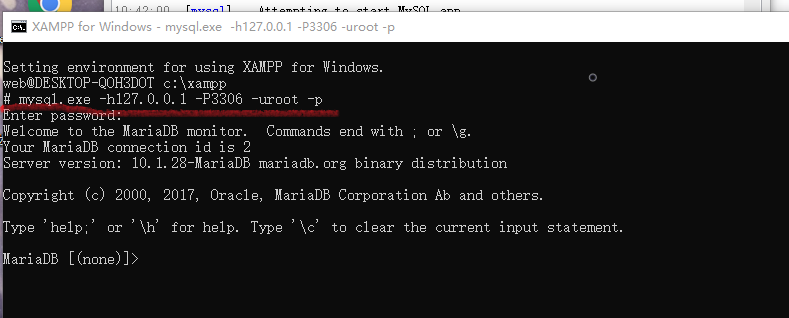 10:42:00 [mysql] Attempting to start MySQL app
XAMPP for Windows - mysql.exe -h127.0.0.1 -P3306 -uroot -p
Setting environment for using XAMPP for Windows.
web@DESKTOP-QOH3DOT c:\xampp
# mysql.exe -h127.0.0.1 -P3306 -uroot -p
Enter password:
Welcome to the MariaDB monitor.  Commands end with ; or \g.
Your MariaDB connection id is 2
Server version: 10.1.28-MariaDB mariadb.org binary distribution
Copyright (c) 2000, 2017, Oracle, MariaDB Corporation Ab and others.
Type 'help;' or '\h' for help. Type '\c' to clear the current input statement.
MariaDB [(none)]>